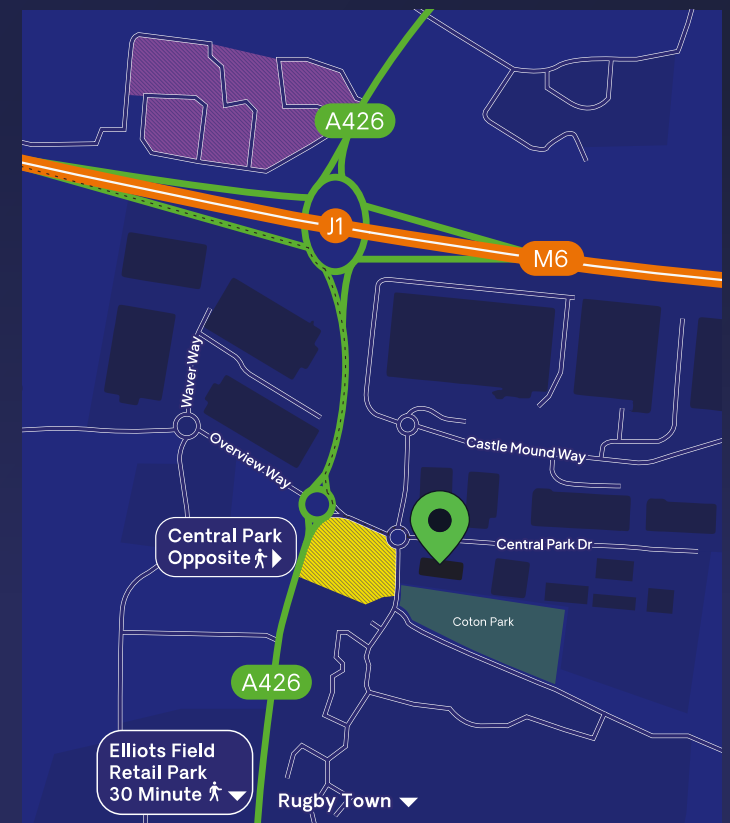 A426
J1
M6
Waver Way
Overview Way
Castle Mound Way
Central Park
Opposite
Central Park Dr
Coton Park
A426
Elliots Field
Retail Park
30 Minute
Rugby Town